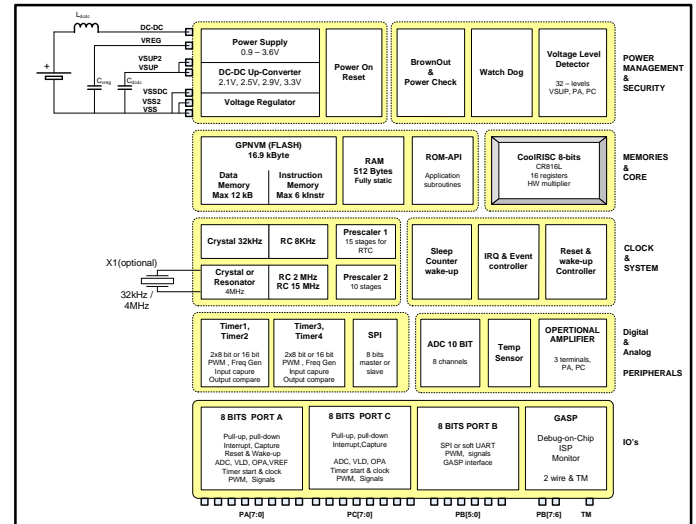 L dcdc
DC-DC
VREG
VSUP2
VSUP
C vreg
C dcdc
VSSDC
VSS2
VSS
+
Power Supply
0.9 – 3.6V
DC-DC Up-Converter
2.1V, 2.5V, 2.9V, 3.3V
Voltage Regulator
Power On
Reset
BrownOut
&
Power Check
Watch Dog
Voltage Level
Detector
32 – levels
VSUP, PA, PC
POWER
MANAGEMENT
&
SECURITY
GPNVM (FLASH)
16.9 kByte
Data
Memory
Max 12 kB
Instruction
Memory
Max 6 kInstr
RAM
512 Bytes
Fully static
ROM-API
Application
subroutines
CoolRISC 8-bits
CR816L
16 registers
HW multiplier
MEMORIES
&
CORE
Crystal 32kHz
RC 8KHz
Prescaler 1
15 stages for
RTC
X1(optional)
32kHz /
4MHz
Crystal or
Resonator
4MHz
RC 2 MHz
RC 15 MHz
Prescaler 2
10 stages
Sleep
Counter
wake-up
IRQ & Event
controller
Reset &
wake-up
Controller
CLOCK
&
SYSTEM
Timer1,
Timer2
2x8 bit or 16 bit
PWM , Freq Gen
Input capure
Output compare
Timer3,
Timer4
2x8 bit or 16 bit
PWM , Freq Gen
Input capure
Output compare
SPI
8 bits
master or
slave
ADC 10 BIT
8 channels
Temp
Sensor
OPERTIONAL
AMPLIFIER
3 terminals,
PA, PC
Digital
&
Analog
PERIPHERALS
8 BITS PORT A
Pull-up, pull-down
Interrupt, Capture
Reset & Wake-up
ADC, VLD, OPA,VREF
Timer start & clock
PWM, Signals
8 BITS PORT C
Pull-up, pull-down
Interrupt,Capture
ADC, VLD, OPA
Timer start & clock
PWM, Signals
8 BITS PORT B
SPI or soft UART
PWM, signals
GASP interface
GASP
Debug-on-Chip
ISP
Monitor
2 wire & TM
IO's
PA[7:0]
PC[7:0]
PB[5:0]
PB[7:6]
TM